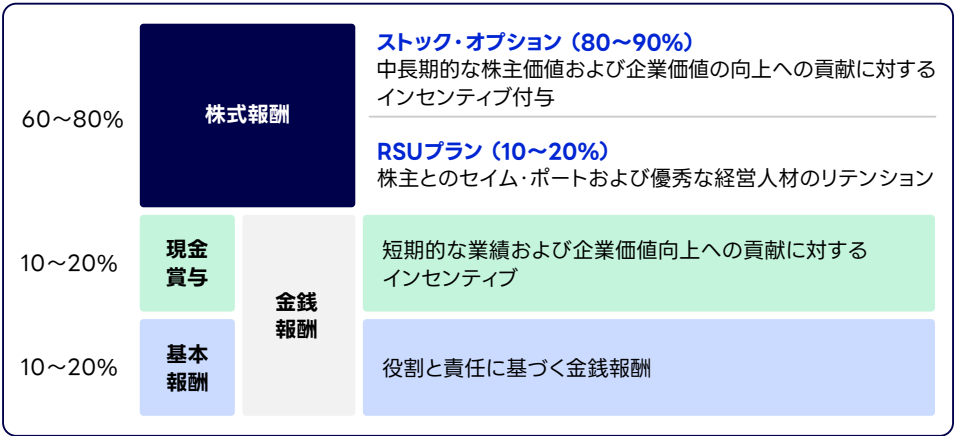 60〜80%
株式報酬
ストック・オプション（80〜90%）
中長期的な株主価値および企業価値の向上への貢献に対する
インセンティブ付与
RSUプラン（10〜20%）
株主とのセイム・ポートおよび優秀な経営人材のリテンション
10〜20%
現金
賞与
金銭
報酬
短期的な業績および企業価値向上への貢献に対する
インセンティブ
10〜20%
基本
報酬
役割と責任に基づく金銭報酬